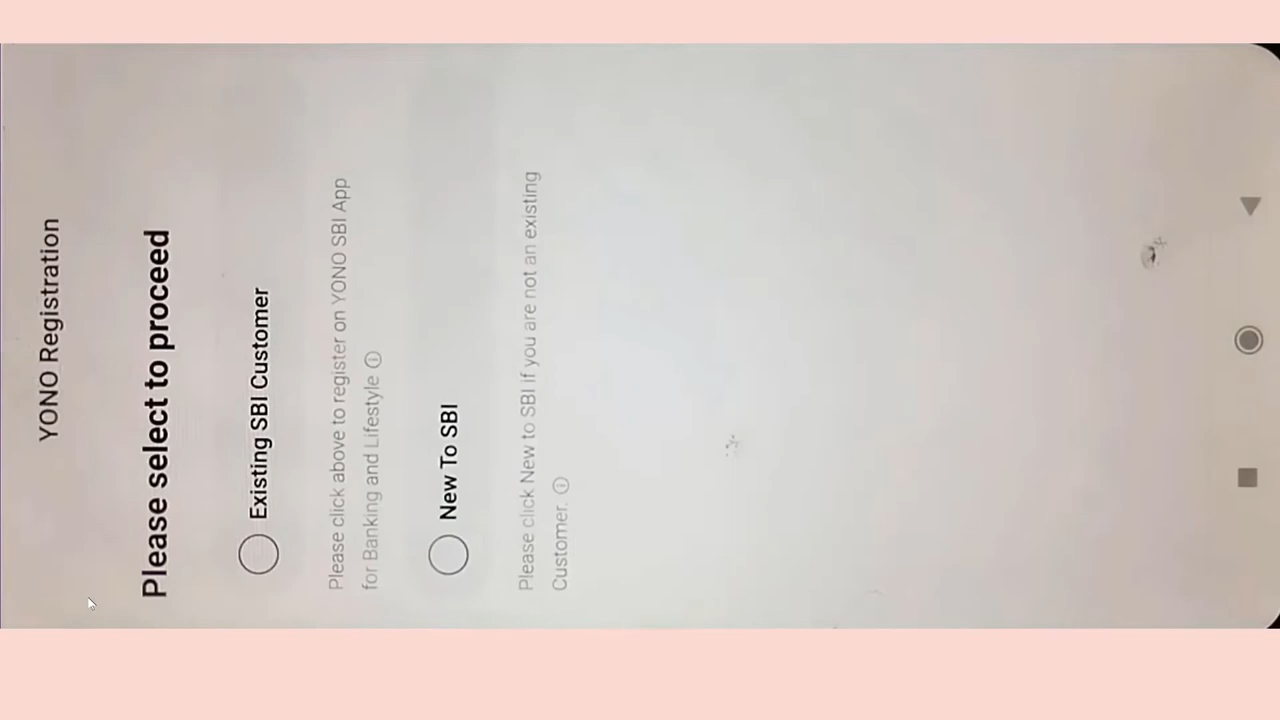 YONO Registration
Please select to proceed
Existing SBI Customer
Please click above to register on YONO SBI App
for Banking and Lifestyle
New To SBI
Please click New to SBI if you are not an existing
Customer.